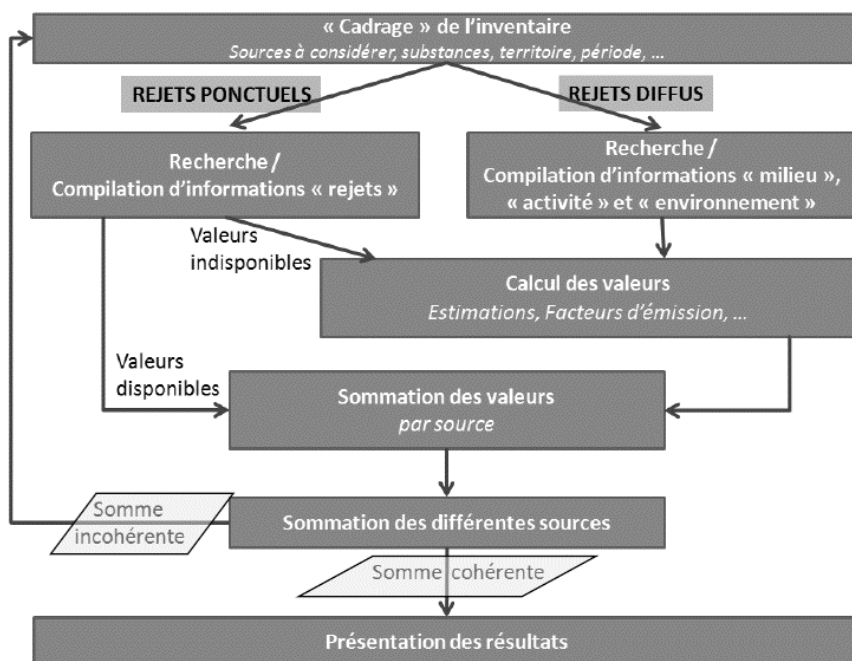 « Cadrage » de l’inventaire
Sources à considérer, substances, territoire, période, ...
REJETS PONCTUELS
REJETS DIFFUS
Recherche /
Compilation d’informations « rejets »
Recherche /
Compilation d’informations « milieu »,
« activité » et « environnement »
Valeurs
indisponibles
Calcul des valeurs
Estimations, Facteurs d’émission, ...
Valeurs
disponibles
Sommation des valeurs
par source
Somme
incohérente
Sommation des différentes sources
Somme cohérente
Présentation des résultats